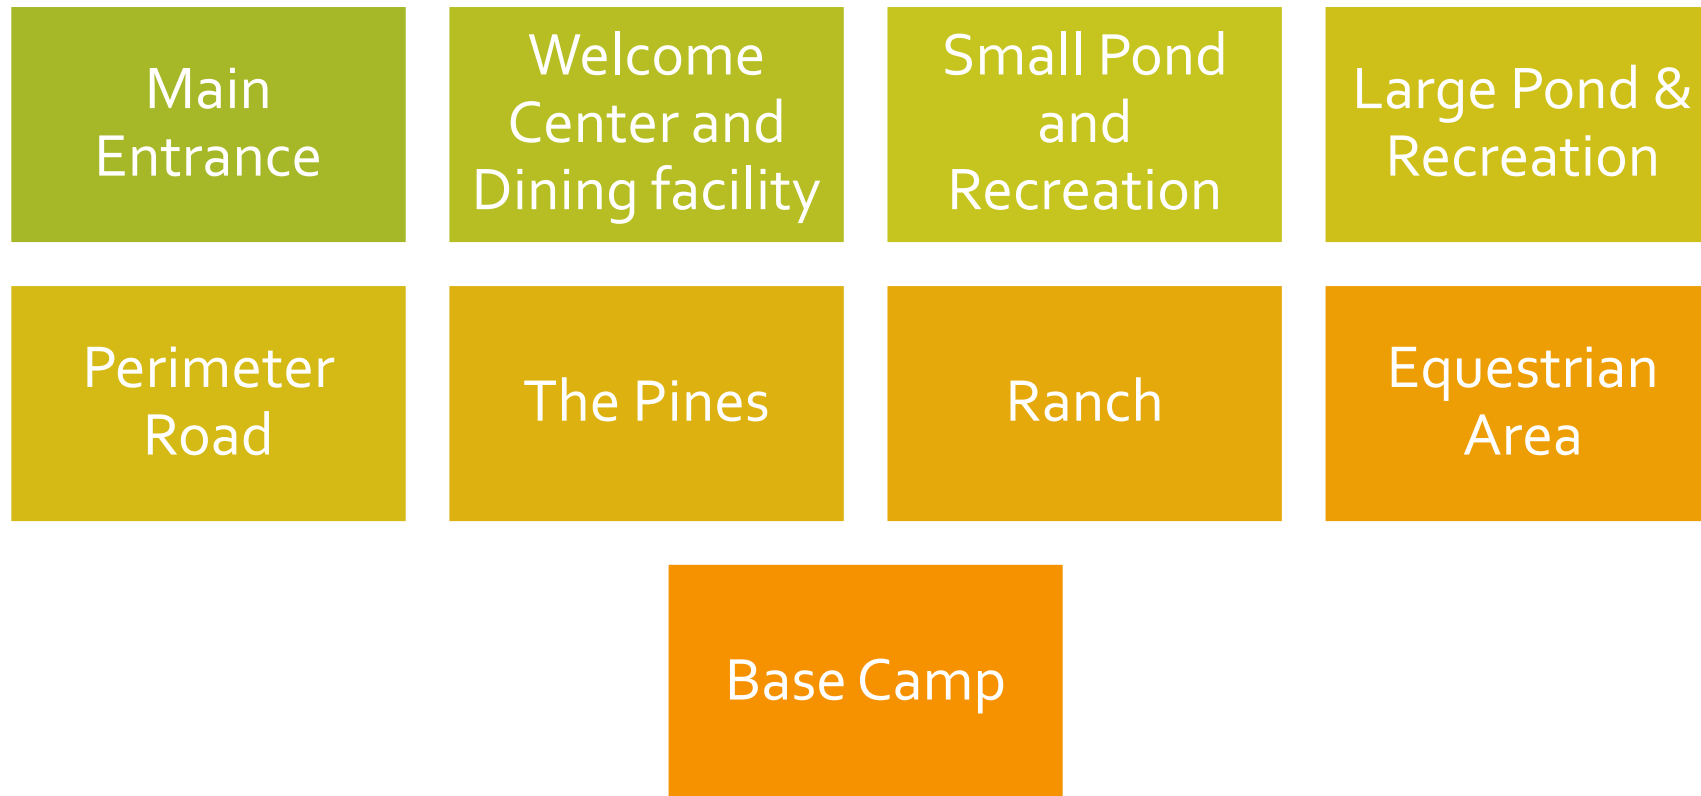 Main
Entrance
Welcome
Center and
Dining facility
Small Pond
and
Recreation
Large Pond &
Recreation
Perimeter
Road
The Pines
Ranch
Equestrian
Area
Base Camp